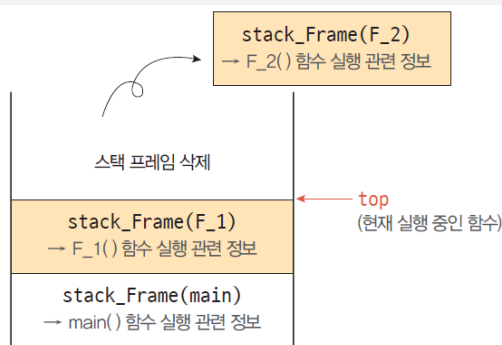 stack_Frame(F_2)
→ F_2( ) 함수 실행 관련 정보
스택 프레임 삭제
top
(현재 실행 중인 함수)
stack_Frame(F_1)
→ F_1( ) 함수 실행 관련 정보
stack_Frame(main)
→ main( ) 함수 실행 관련 정보